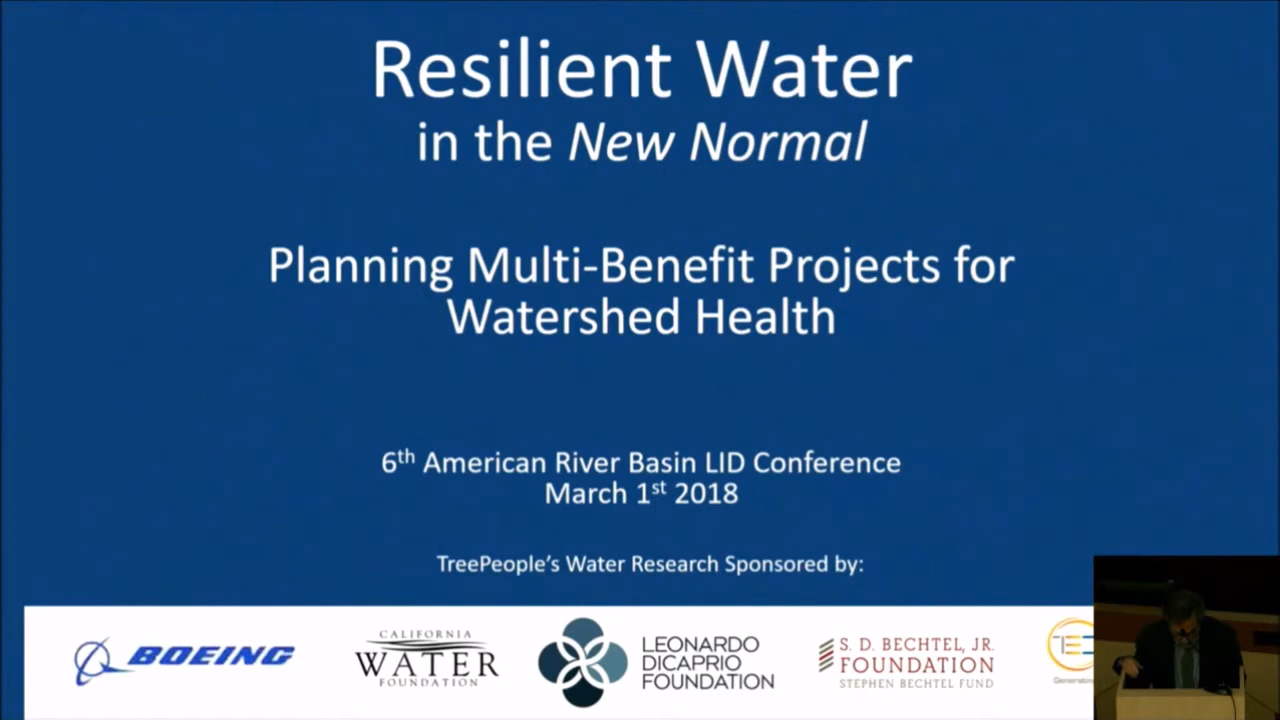 Resilient Water
in the New Normal
Planning Multi-Benefit Projects for
Watershed Health
6th American River Basin LID Conference
March 1st 2018
TreePeople's Water Research Sponsored by:
BOEING
CALIFORNIA
WATER
FOUNDATION
LEONARDO
DICAPRIO
FOUNDATION
S. D. BECHTEL, JR.
FOUNDATION
STEPHEN BECHTEL FUND